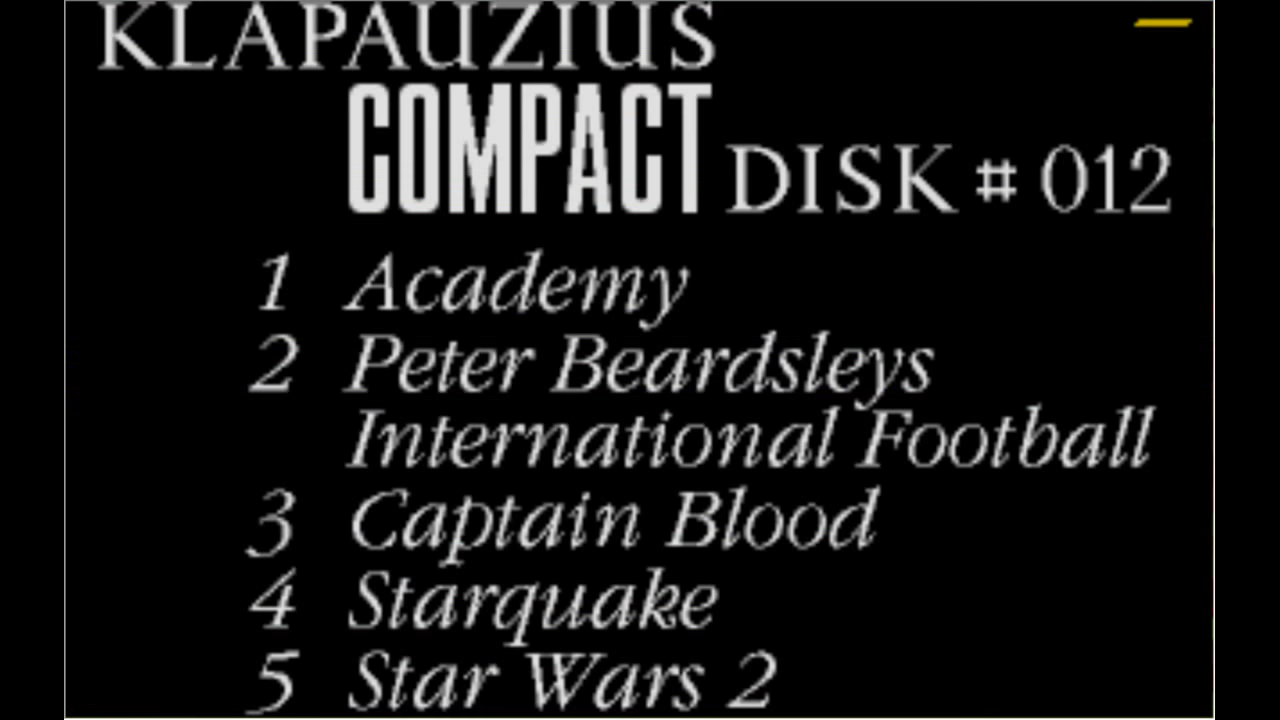 KLAPAUZIUS
COMPACT DISK # 012
1 Academy
2 Peter Beardsleys
International Football
3 Captain Blood
4 Starquake
5 Star Wars 2